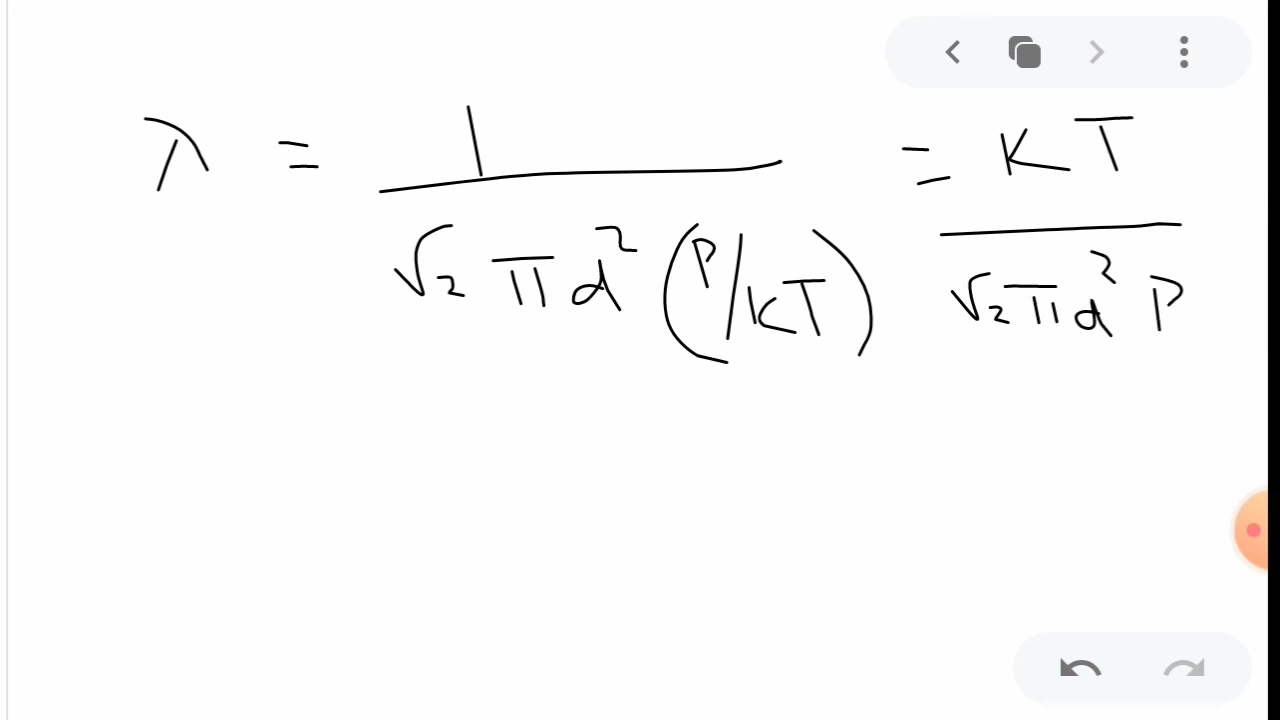 λ = 1 / √2 π d² (P/KT) = KT / √2 π d² P